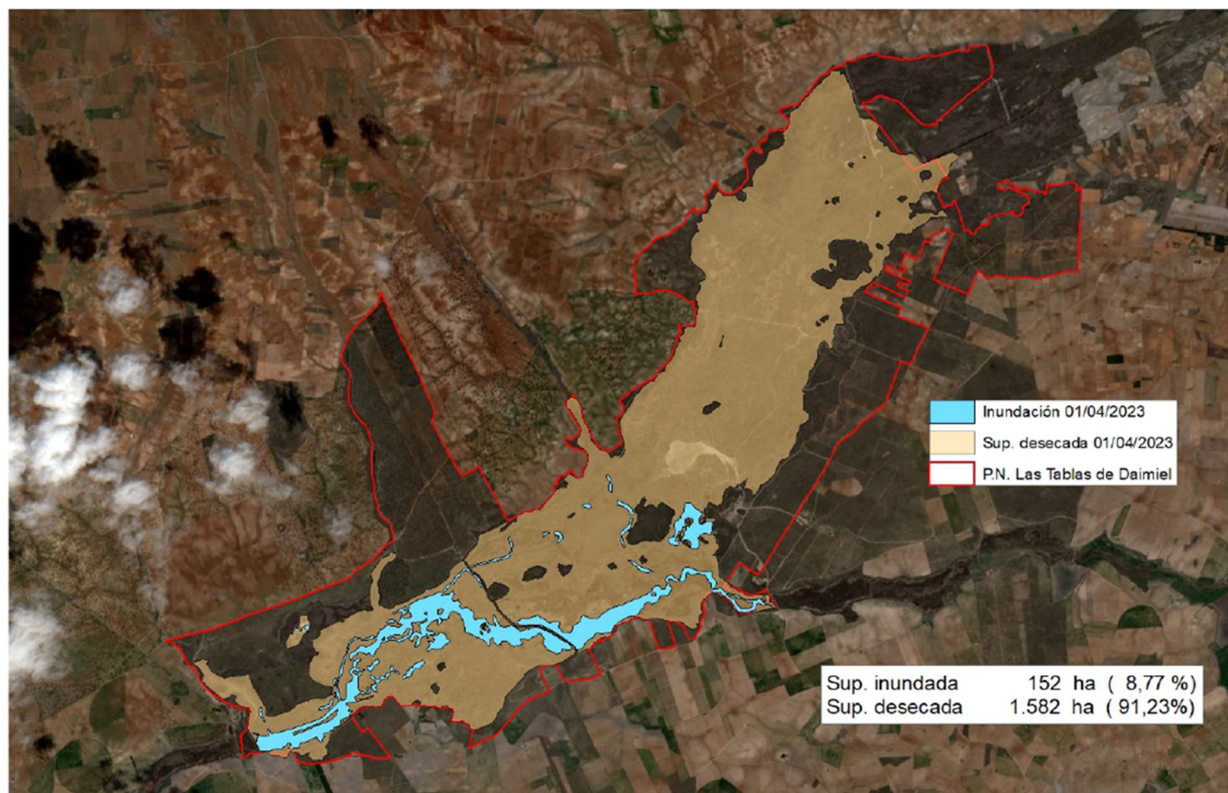 Inundación 01/04/2023
Sup. desecada 01/04/2023
P.N. Las Tablas de Daimiel
Sup. inundada 152 ha ( 8,77 %)
Sup. desecada 1.582 ha ( 91,23%)